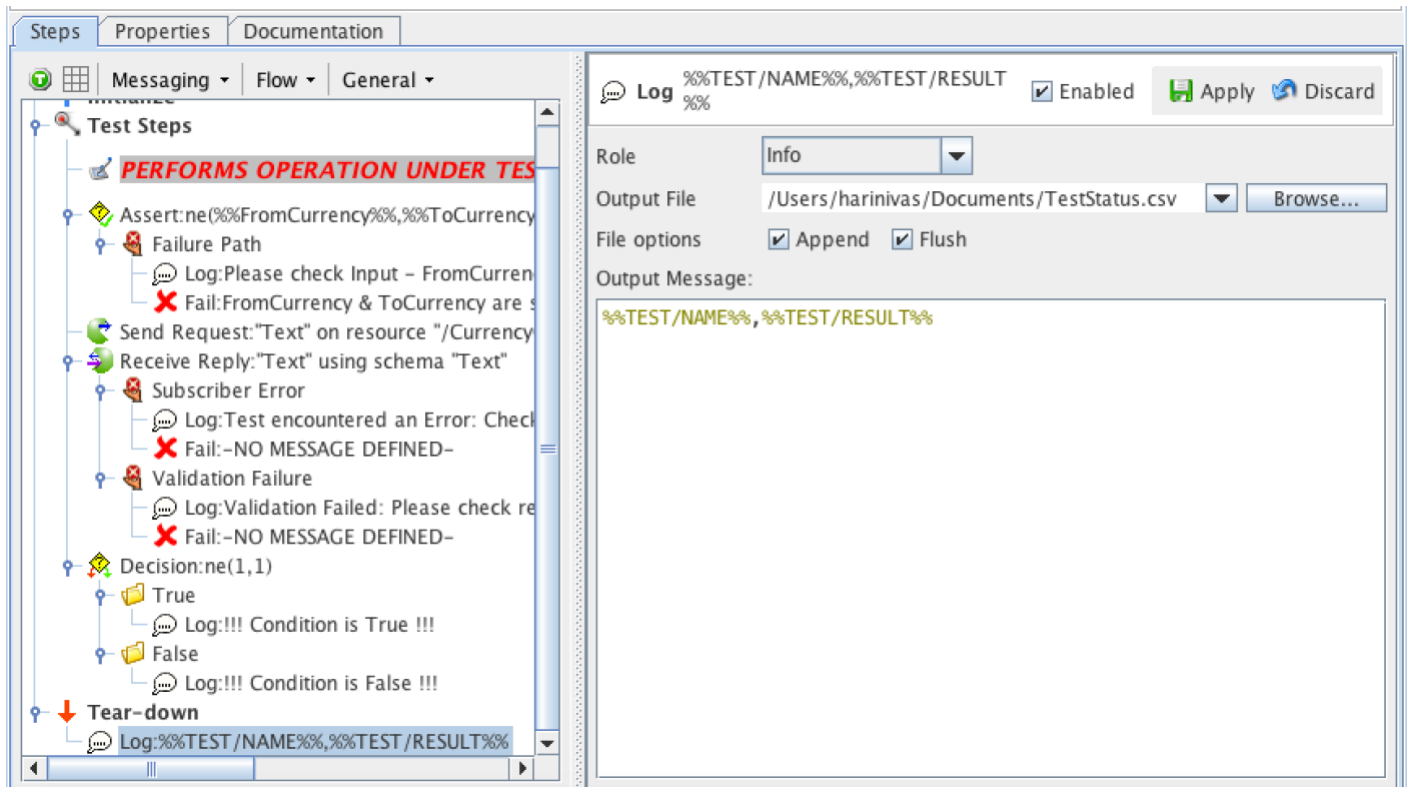 Steps Properties Documentation
Messaging Flow General
Initialize
Test Steps
PERFORMS OPERATION UNDER TES
Assert:ne(%%FromCurrency%%,%%ToCurrency
Failure Path
Log:Please check Input – FromCurren
Fail:FromCurrency & ToCurrency are s
Send Request:"Text" on resource "/Currency
Receive Reply:"Text" using schema "Text"
Subscriber Error
Log:Test encountered an Error: Check
Fail:–NO MESSAGE DEFINED–
Validation Failure
Log:Validation Failed: Please check re
Fail:–NO MESSAGE DEFINED–
Decision:ne(1,1)
True
Log:!!! Condition is True !!!
False
Log:!!! Condition is False !!!
Tear-down
Log:%%TEST/NAME%%,%%TEST/RESULT%%
Log %%TEST/NAME%%,%%TEST/RESULT
%%
Enabled Apply Discard
Role Info
Output File /Users/harinivas/Documents/TestStatus.csv Browse...
File options Append Flush
Output Message:
%%TEST/NAME%%,%%TEST/RESULT%%